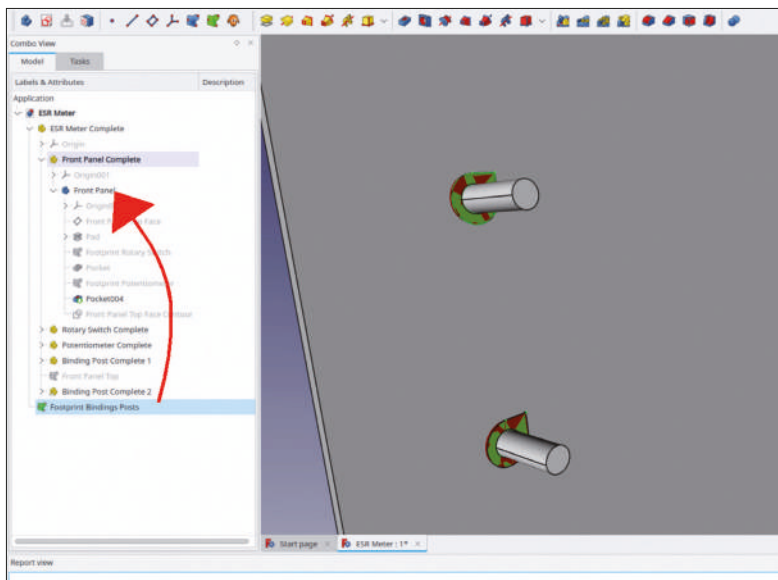 Combo View
Model
Tasks
Labels & Attributes
Description
Application
ESR Meter
ESR Meter Complete
Origin
Front Panel Complete
Origin001
Front Panel
Face
Pad
Footprint Rotary Switch
Pocket
Footprint Potentiometer
Pocket004
Front Panel Top Face Contour
Rotary Switch Complete
Potentiometer Complete
Binding Post Complete 1
Front Panel Top
Binding Post Complete 2
Footprint Bindings Posts
Start page
ESR Meter : 1*
Report view